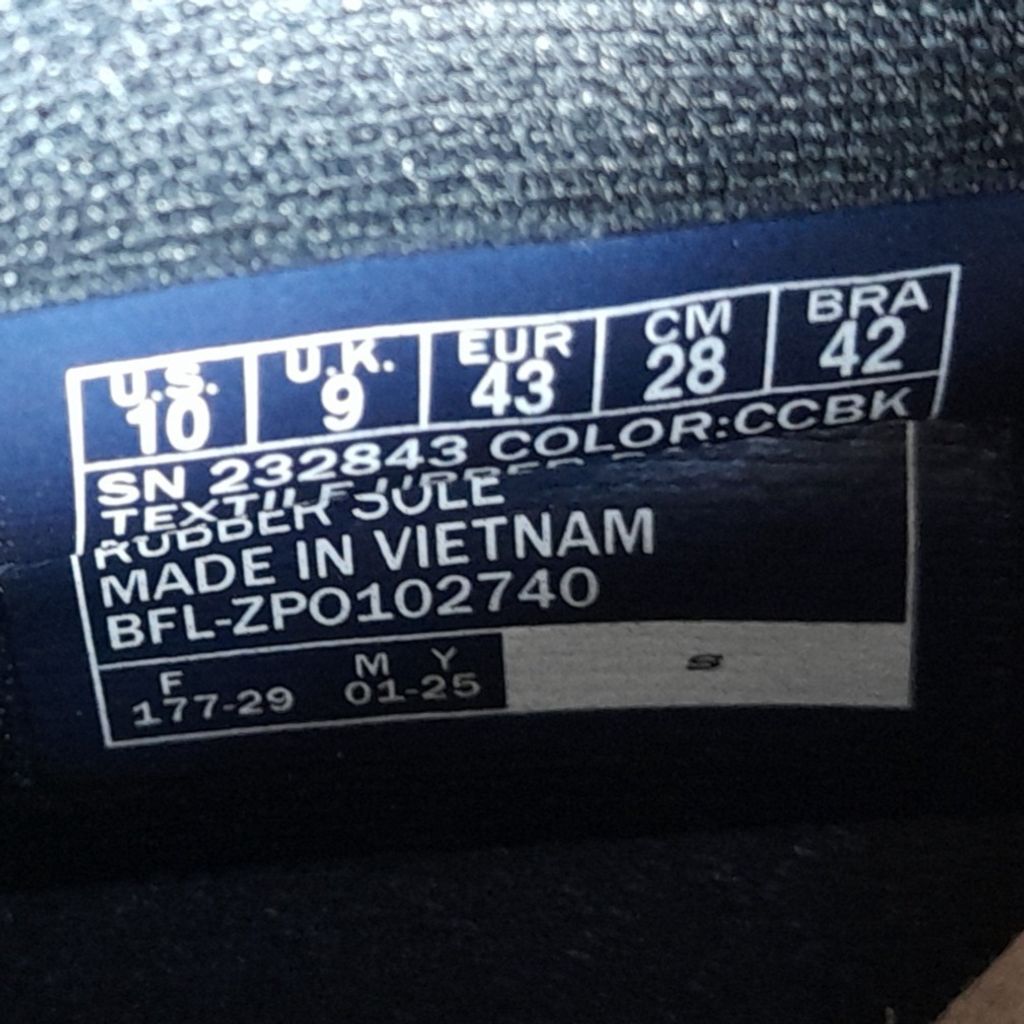 U.S. U.K. EUR CM BRA
10 9 43 28 42
SN 232843 COLOR:CCBK
TEXTILE UPPER
RUBBER SOLE
MADE IN VIETNAM
BFL-ZPO102740
F M Y
177-29 01-25
S